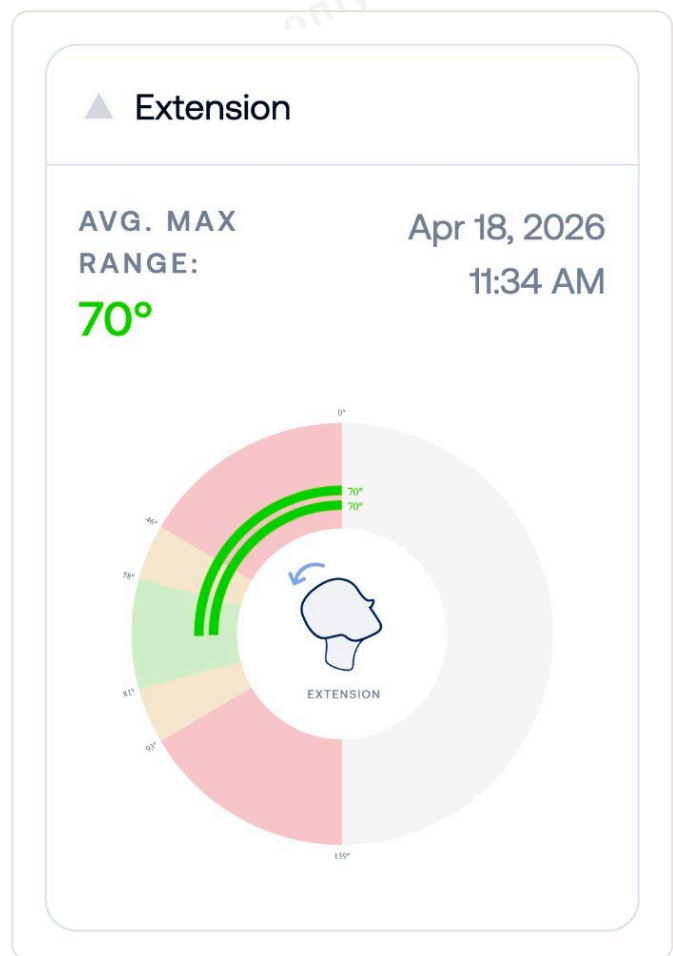 only
Extension
AVG. MAX
RANGE:
70°
Apr 18, 2026
11:34 AM
0°
70°
70°
46°
58°
81°
93°
139°
EXTENSION